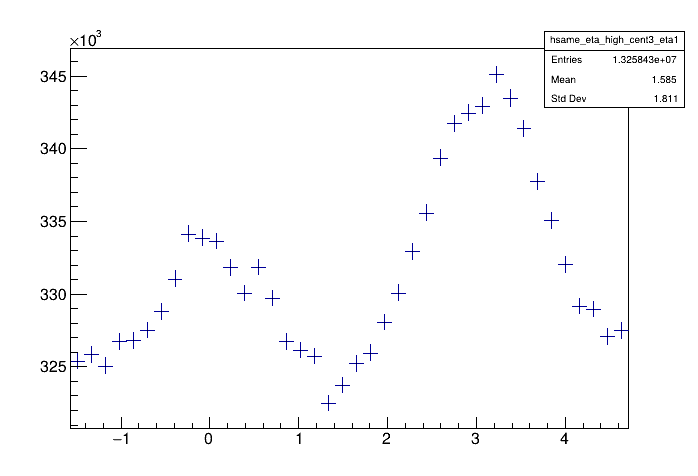 ×10³
hsame_eta_high_cent3_eta1
Entries 1.325843e+07
Mean 1.585
Std Dev 1.811
345
340
335
330
325
−1 0 1 2 3 4